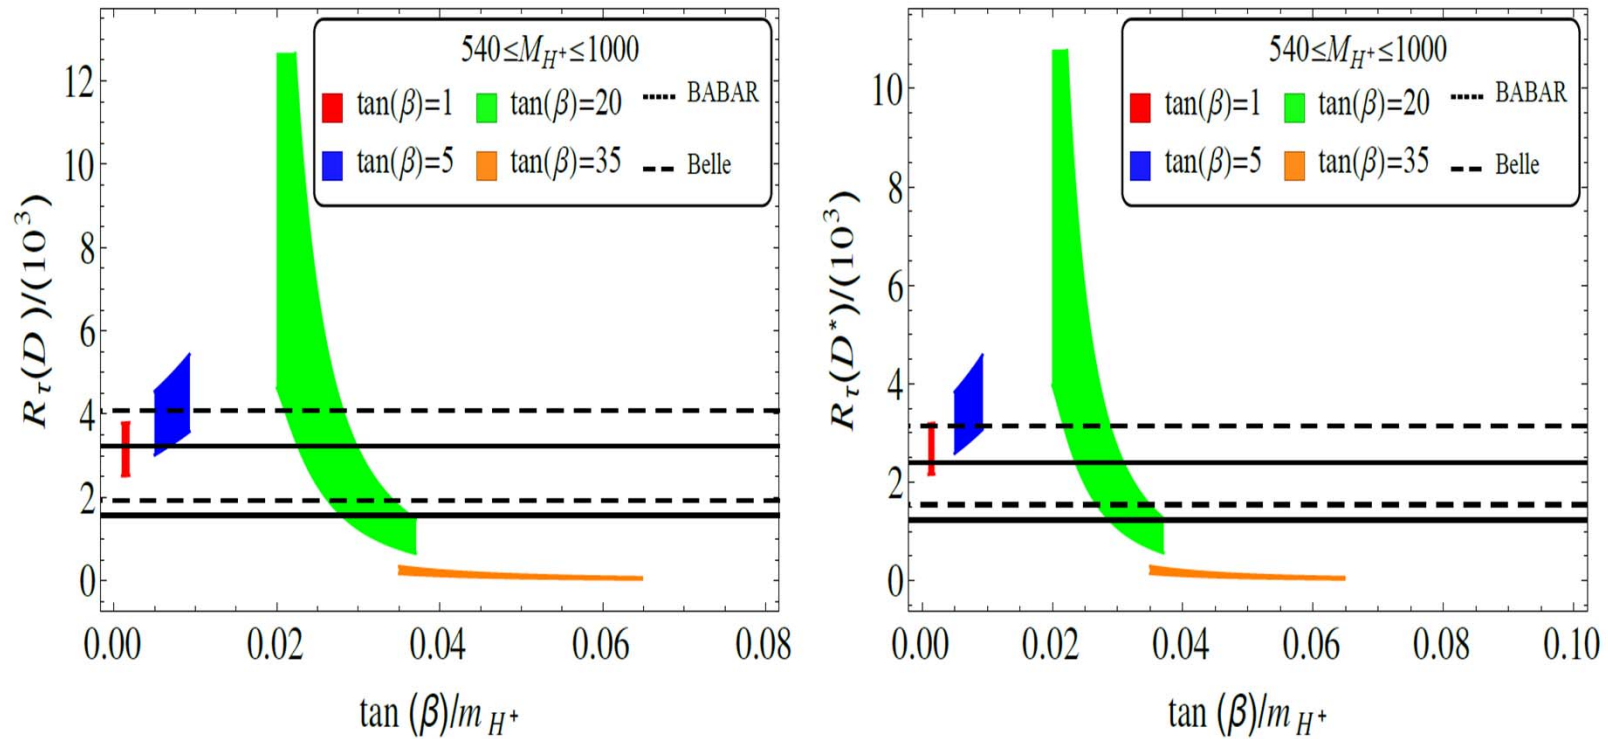 540≤M_{H^+}≤1000
tan(β)=1 tan(β)=20 BABAR
tan(β)=5 tan(β)=35 Belle
R_τ(D)/(10^3)
12
10
8
6
4
2
0
0.00 0.02 0.04 0.06 0.08
tan (β)/m_{H^+}
540≤M_{H^+}≤1000
tan(β)=1 tan(β)=20 BABAR
tan(β)=5 tan(β)=35 Belle
R_τ(D^*)/(10^3)
10
8
6
4
2
0
0.00 0.02 0.04 0.06 0.08 0.10
tan (β)/m_{H^+}